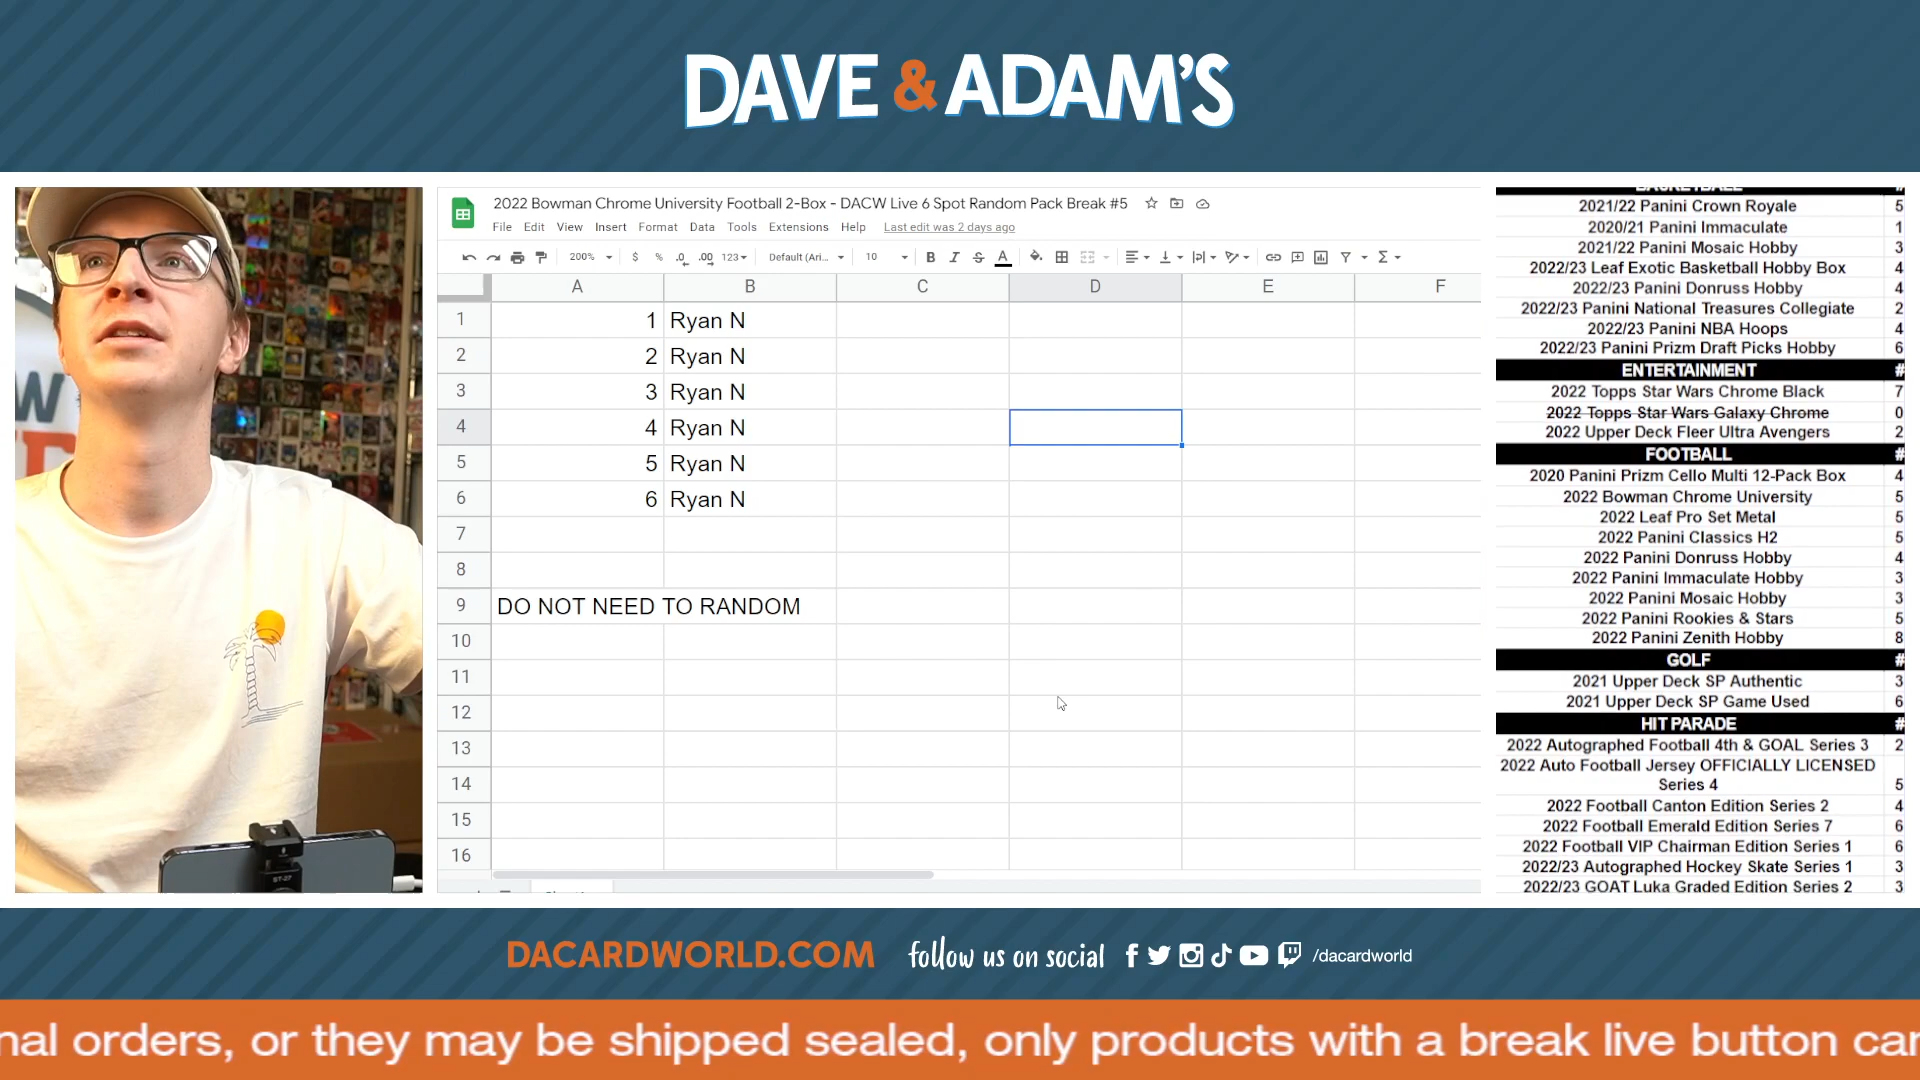 DAVE & ADAM'S
2022 Bowman Chrome University Football 2-Box - DACW Live 6 Spot Random Pack Break #5
File Edit View Insert Format Data Tools Extensions Help Last edit was 2 days ago
200% $ % .0 .00 123 Default (Ari... 10 B I S A
A B C D E F
1 1 Ryan N
2 2 Ryan N
3 3 Ryan N
4 4 Ryan N
5 5 Ryan N
6 6 Ryan N
7
8
9 DO NOT NEED TO RANDOM
10
11
12
13
14
15
16
BASKETBALL #
2021/22 Panini Crown Royale 5
2020/21 Panini Immaculate 1
2021/22 Panini Mosaic Hobby 3
2022/23 Leaf Exotic Basketball Hobby Box 4
2022/23 Panini Donruss Hobby 4
2022/23 Panini National Treasures Collegiate 2
2022/23 Panini NBA Hoops 4
2022/23 Panini Prizm Draft Picks Hobby 6
ENTERTAINMENT #
2022 Topps Star Wars Chrome Black 7
2022 Topps Star Wars Galaxy Chrome 0
2022 Upper Deck Fleer Ultra Avengers 2
FOOTBALL #
2020 Panini Prizm Cello Multi 12-Pack Box 4
2022 Bowman Chrome University 5
2022 Leaf Pro Set Metal 5
2022 Panini Classics H2 5
2022 Panini Donruss Hobby 4
2022 Panini Immaculate Hobby 3
2022 Panini Mosaic Hobby 3
2022 Panini Rookies & Stars 5
2022 Panini Zenith Hobby 8
GOLF #
2021 Upper Deck SP Authentic 3
2021 Upper Deck SP Game Used 6
HIT PARADE #
2022 Autographed Football 4th & GOAL Series 3 2
2022 Auto Football Jersey OFFICIALLY LICENSED
Series 4 5
2022 Football Canton Edition Series 2 4
2022 Football Emerald Edition Series 7 6
2022 Football VIP Chairman Edition Series 1 6
2022/23 Autographed Hockey Skate Series 1 3
2022/23 GOAT Luka Graded Edition Series 2 3
DACARDWORLD.COM follow us on social /dacardworld
nal orders, or they may be shipped sealed, only products with a break live button car